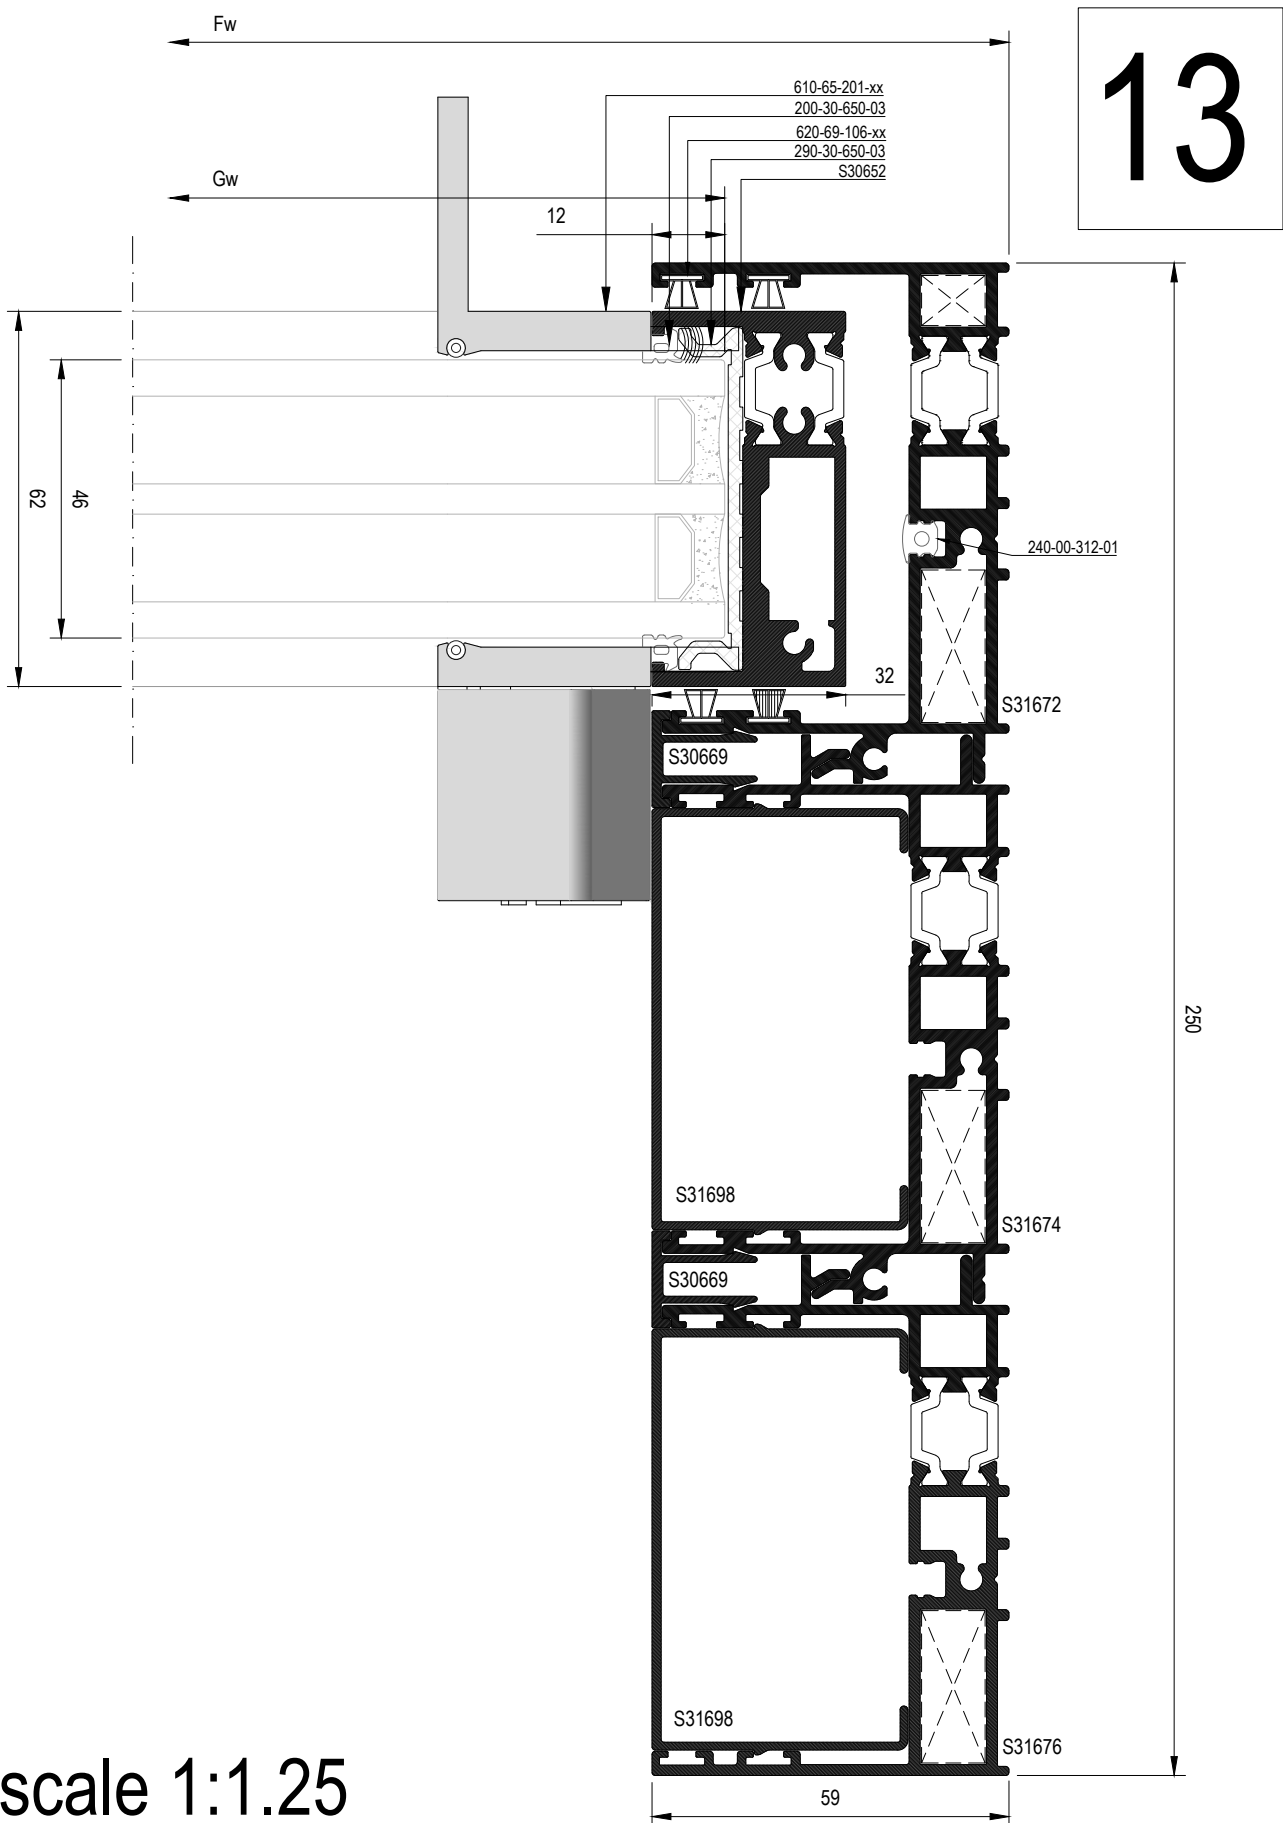 Fw
13
610-65-201-xx
200-30-650-03
620-69-106-xx
290-30-650-03
S30652
Gw
12
62
46
240-00-312-01
32
S31672
S30669
250
S31698
S31674
S30669
S31698
S31676
59
scale 1:1.25